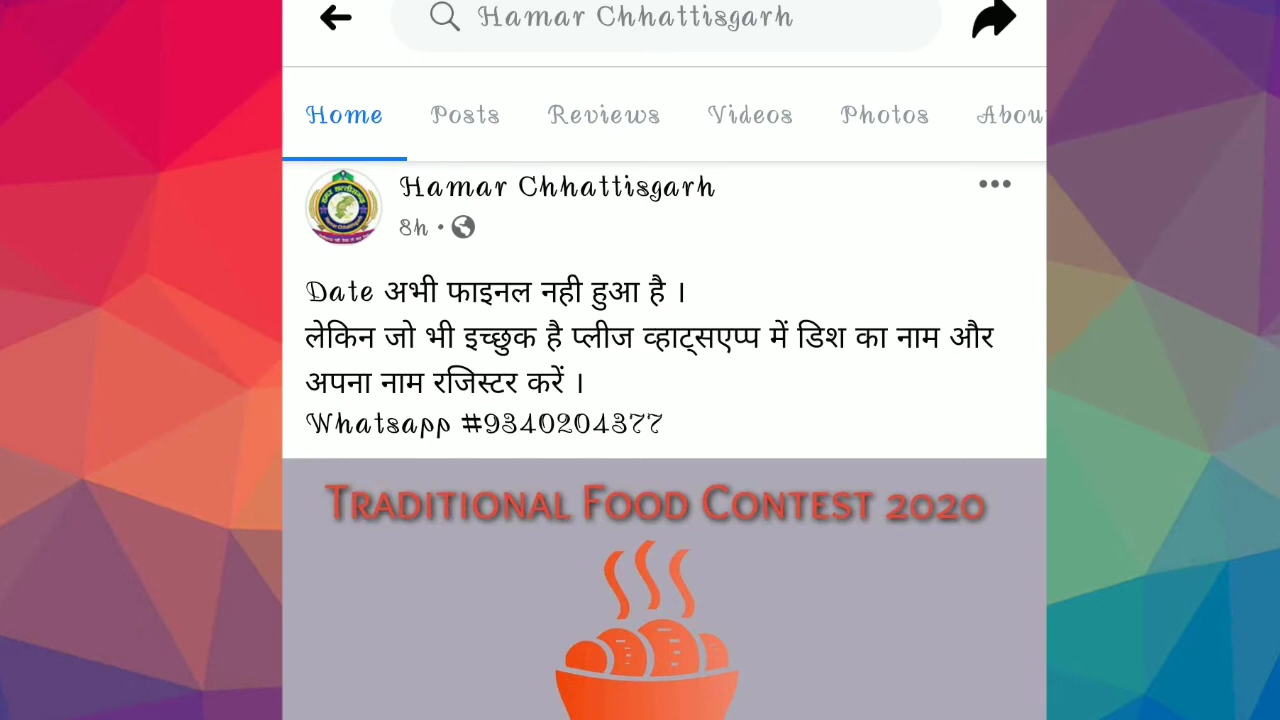 Hamar Chhattisgarh
Home Posts Reviews Videos Photos Abou
Hamar Chhattisgarh
8h •
Date अभी फाइनल नही हुआ है ।
लेकिन जो भी इच्छुक है प्लीज व्हाट्सएप्प में डिश का नाम और
अपना नाम रजिस्टर करें ।
Whatsapp #9340204377
TRADITIONAL FOOD CONTEST 2020